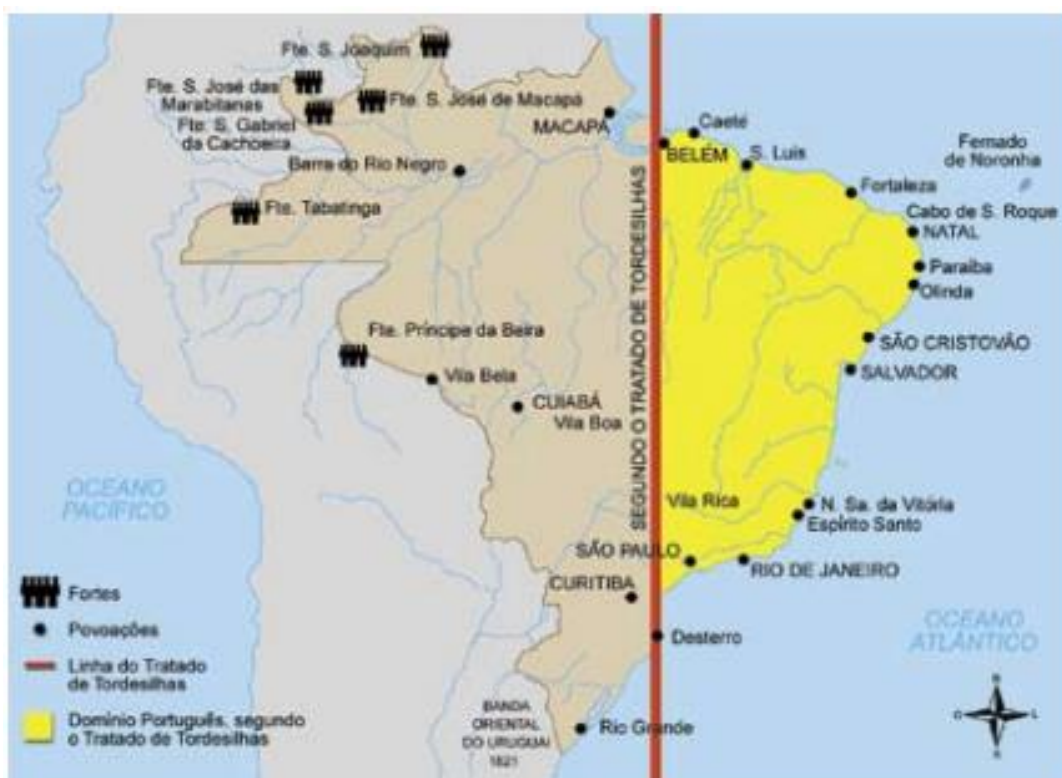 Fte. S. Joaquim
Fte. S. José das
Marabitanas
Fte. S. José de Macapá
Fte. S. Gabriel
da Cachoeira
MACAPÁ
Caeté
BELÉM
S. Luis
Fernado
de Noronha
Barra do Rio Negro
Fortaleza
Fte. Tabatinga
Cabo de S. Roque
NATAL
Paraíba
Olinda
SEGUNDO O TRATADO DE TORDESILHAS
Fte. Príncipe da Beira
SÃO CRISTOVÃO
Vila Bela
SALVADOR
CUIABÁ
Vila Boa
OCEANO
PACÍFICO
Vila Rica
N. Sa. da Vitória
Espírito Santo
SÃO PAULO
RIO DE JANEIRO
CURITIBA
Desterro
OCEANO
ATLÂNTICO
BANDA
ORIENTAL
DO URUGUAI
1821
Rio Grande
Fortes
Povoações
Linha do Tratado
de Tordesilhas
Domínio Português, segundo
o Tratado de Tordesilhas
N
O
L
S